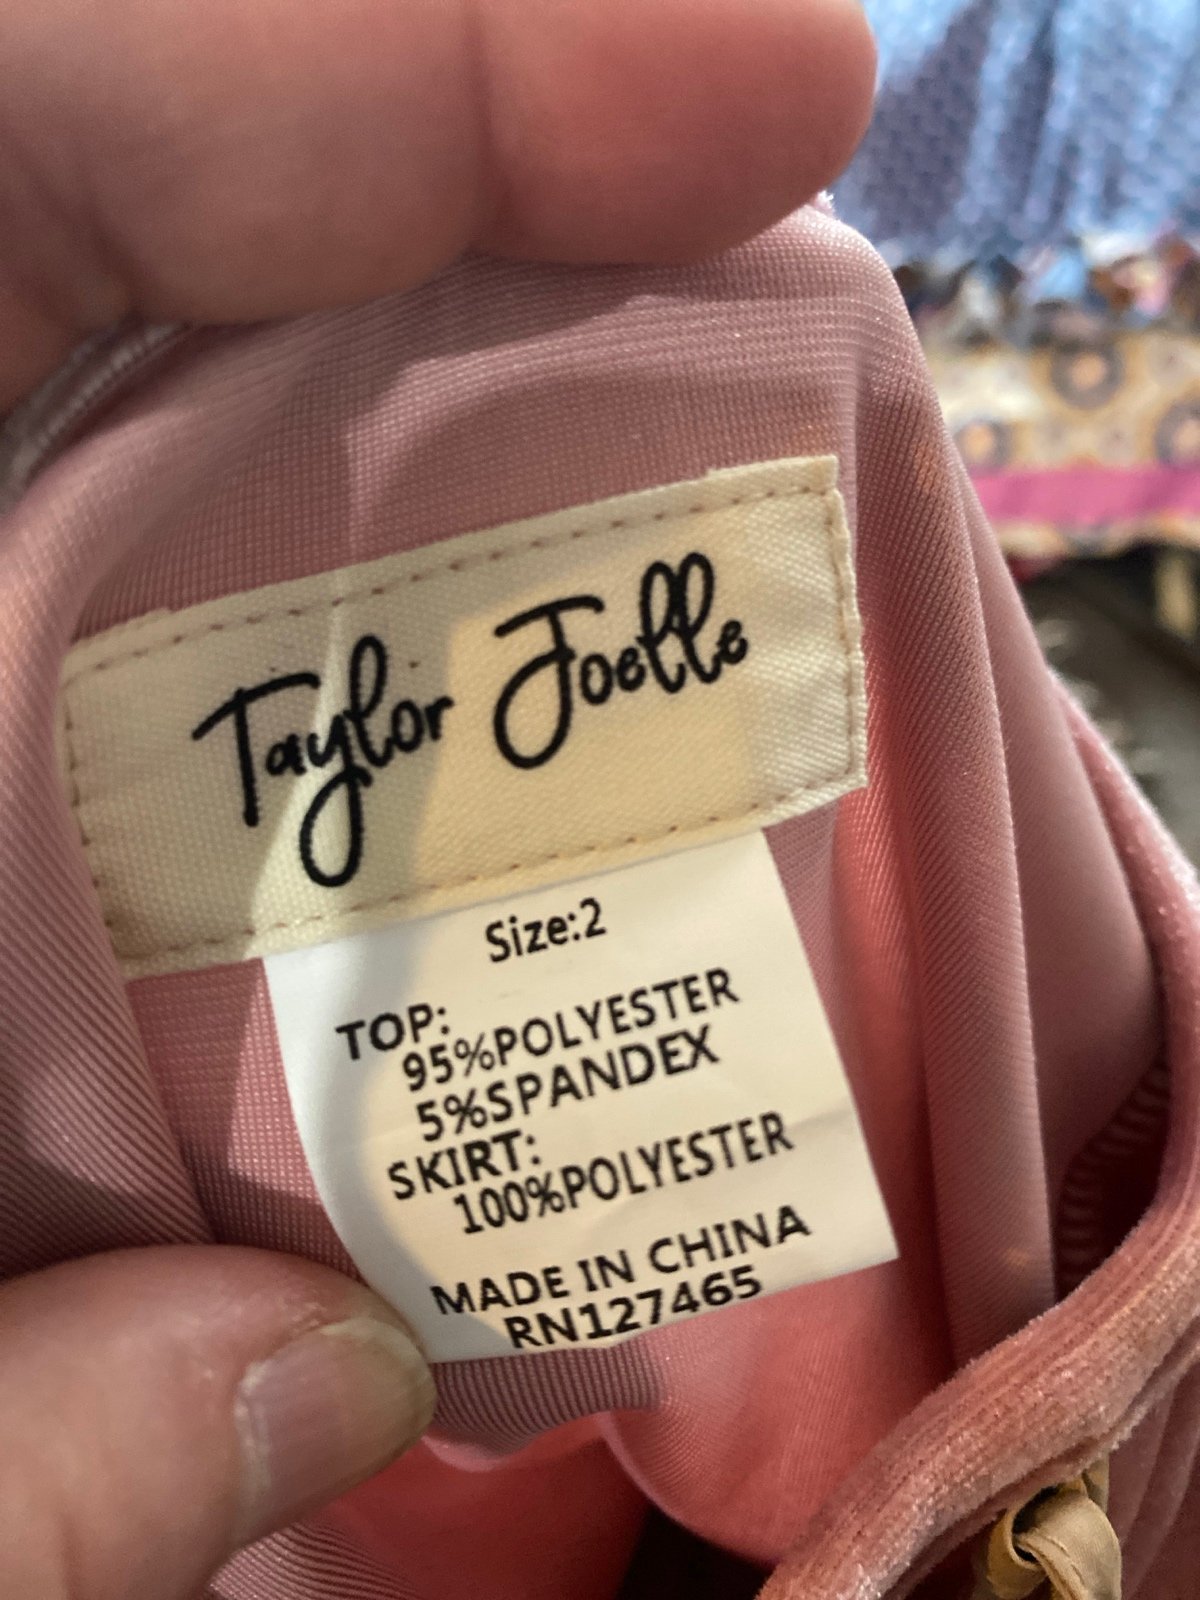 Taylor Joelle
Size:2
TOP:
95%POLYESTER
5%SPANDEX
SKIRT:
100%POLYESTER
MADE IN CHINA
RN127465